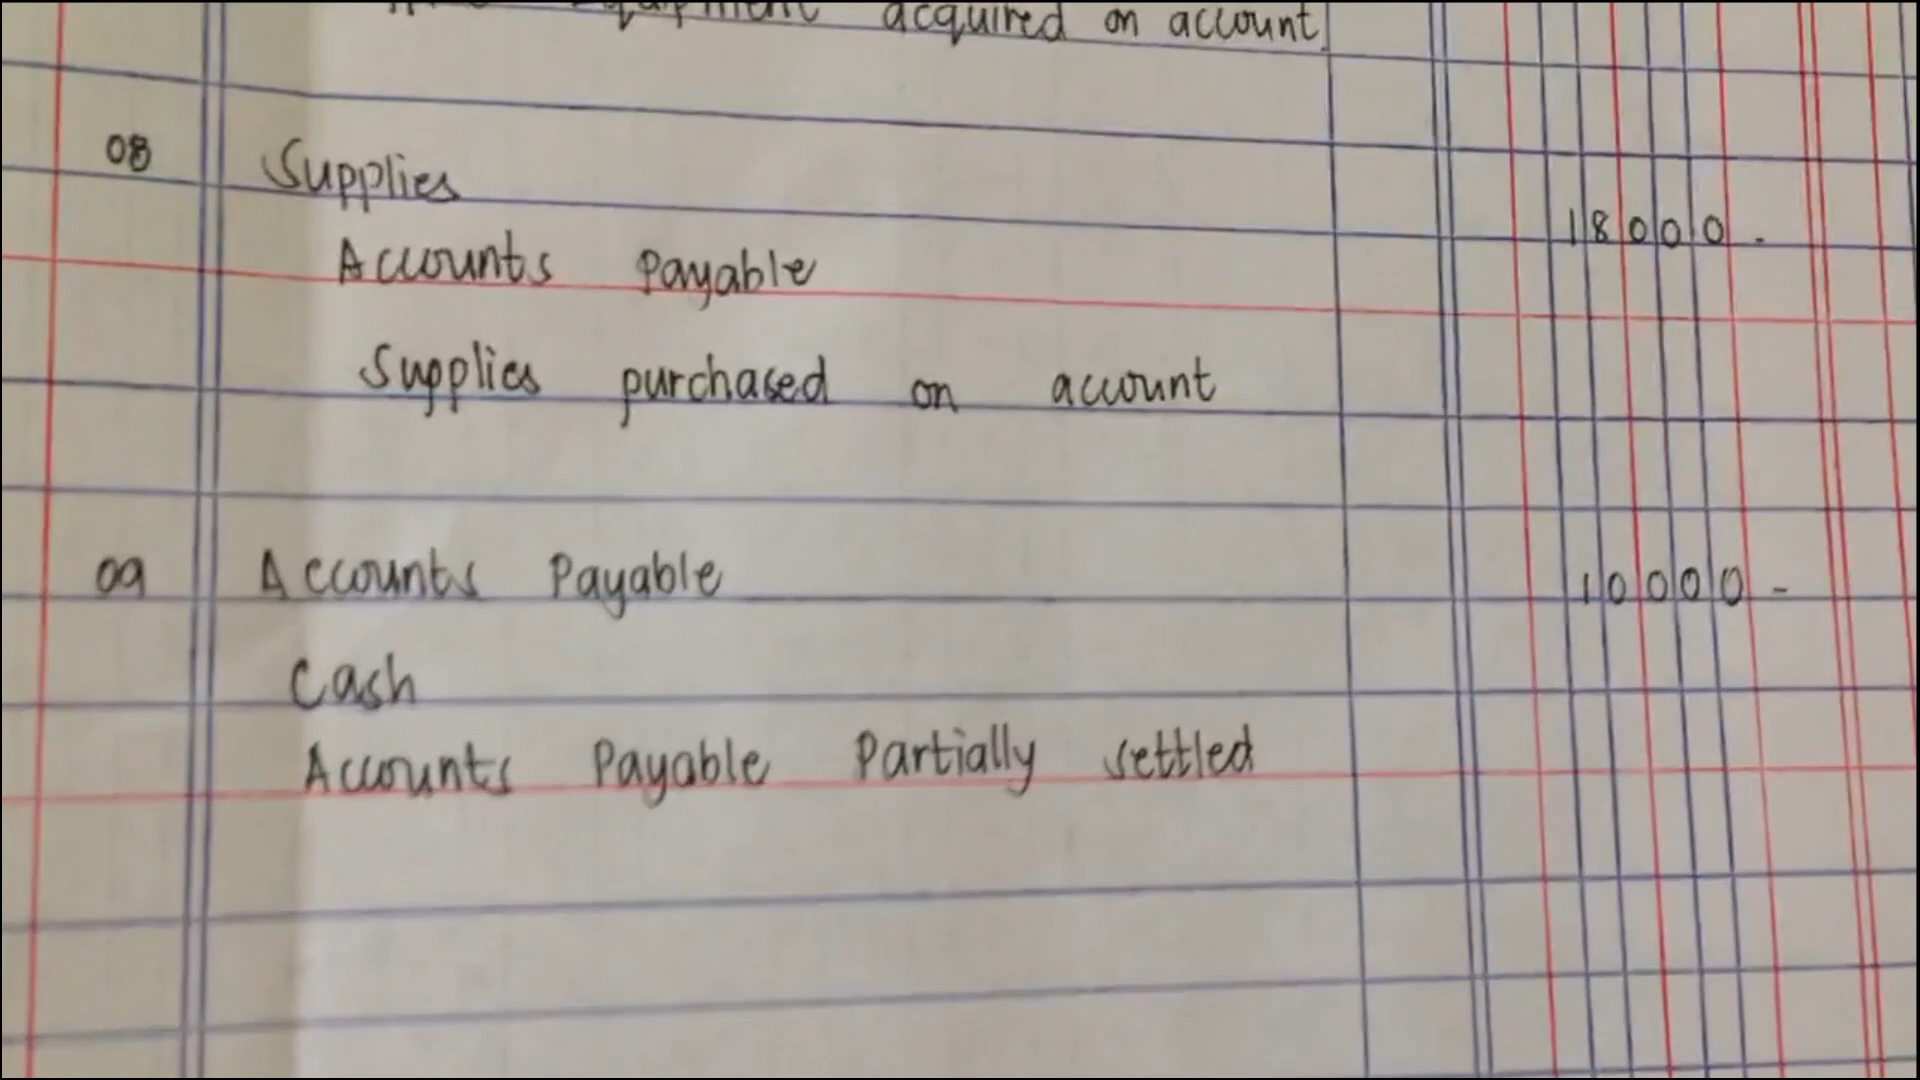 equipment acquired on account
08 Supplies 18000.-
Accounts Payable
Supplies purchased on account
09 Accounts Payable 10000-
Cash
Accounts Payable Partially settled